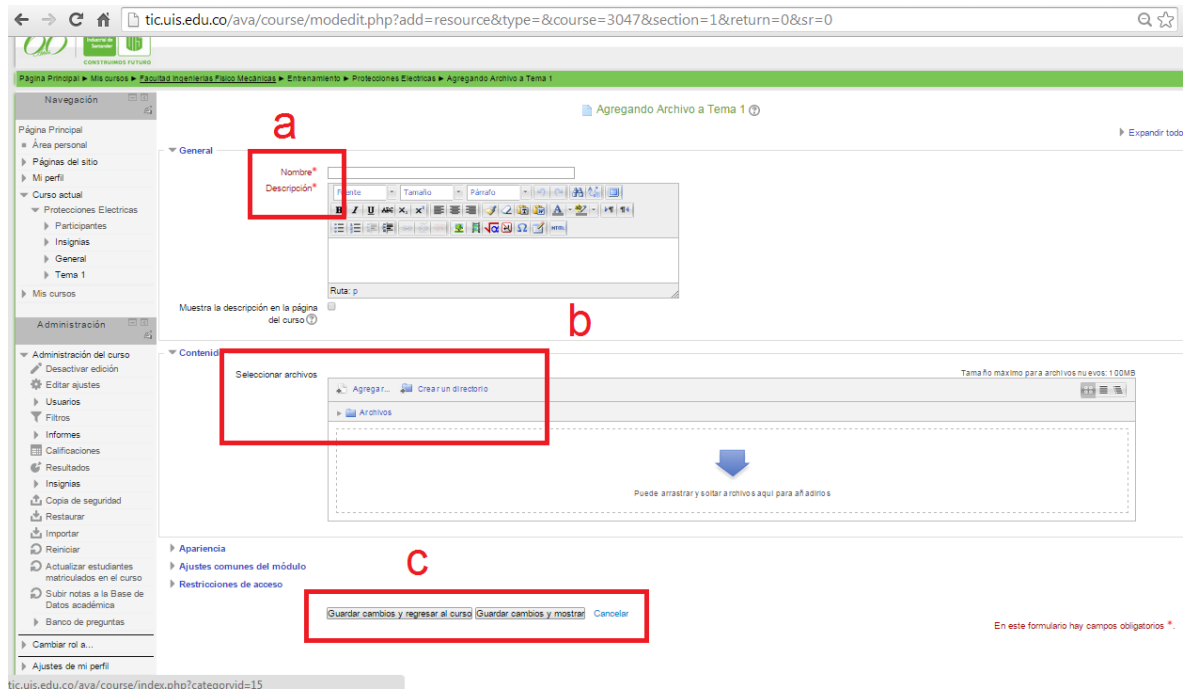 tic.uis.edu.co/ava/course/modedit.php?add=resource&type=&course=3047&section=1&return=0&sr=0
Industrial de
Santander
CONSTRUIMOS FUTURO
Página Principal ► Mis cursos ► Facultad Ingenierías Físico Mecánicas ► Entrenamiento ► Protecciones Electricas ► Agregando Archivo a Tema 1
Navegación
Página Principal
Área personal
Páginas del sitio
Mi perfil
Curso actual
Protecciones Electricas
Participantes
Insignias
General
Tema 1
Mis cursos
Administración
Administración del curso
Desactivar edición
Editar ajustes
Usuarios
Filtros
Informes
Calificaciones
Resultados
Insignias
Copia de seguridad
Restaurar
Importar
Reiniciar
Actualizar estudiantes
matriculados en el curso
Subir notas a la Base de
Datos académica
Banco de preguntas
Cambiar rol a...
Ajustes de mi perfil
Agregando Archivo a Tema 1
Expandir todo
a
General
Nombre*
Descripción*
Fuente Tamaño Párrafo
B I U ABC X₂ X²
HTML
Ruta: p
Muestra la descripción en la página
del curso
b
Contenido
Seleccionar archivos
Tamaño máximo para archivos nuevos: 100MB
Agregar... Crear un directorio
Archivos
Puede arrastrar y soltar archivos aquí para añadirlos
Apariencia
Ajustes comunes del módulo
Restricciones de acceso
c
Guardar cambios y regresar al curso Guardar cambios y mostrar Cancelar
En este formulario hay campos obligatorios *.
tic.uis.edu.co/ava/course/index.php?categoryid=15